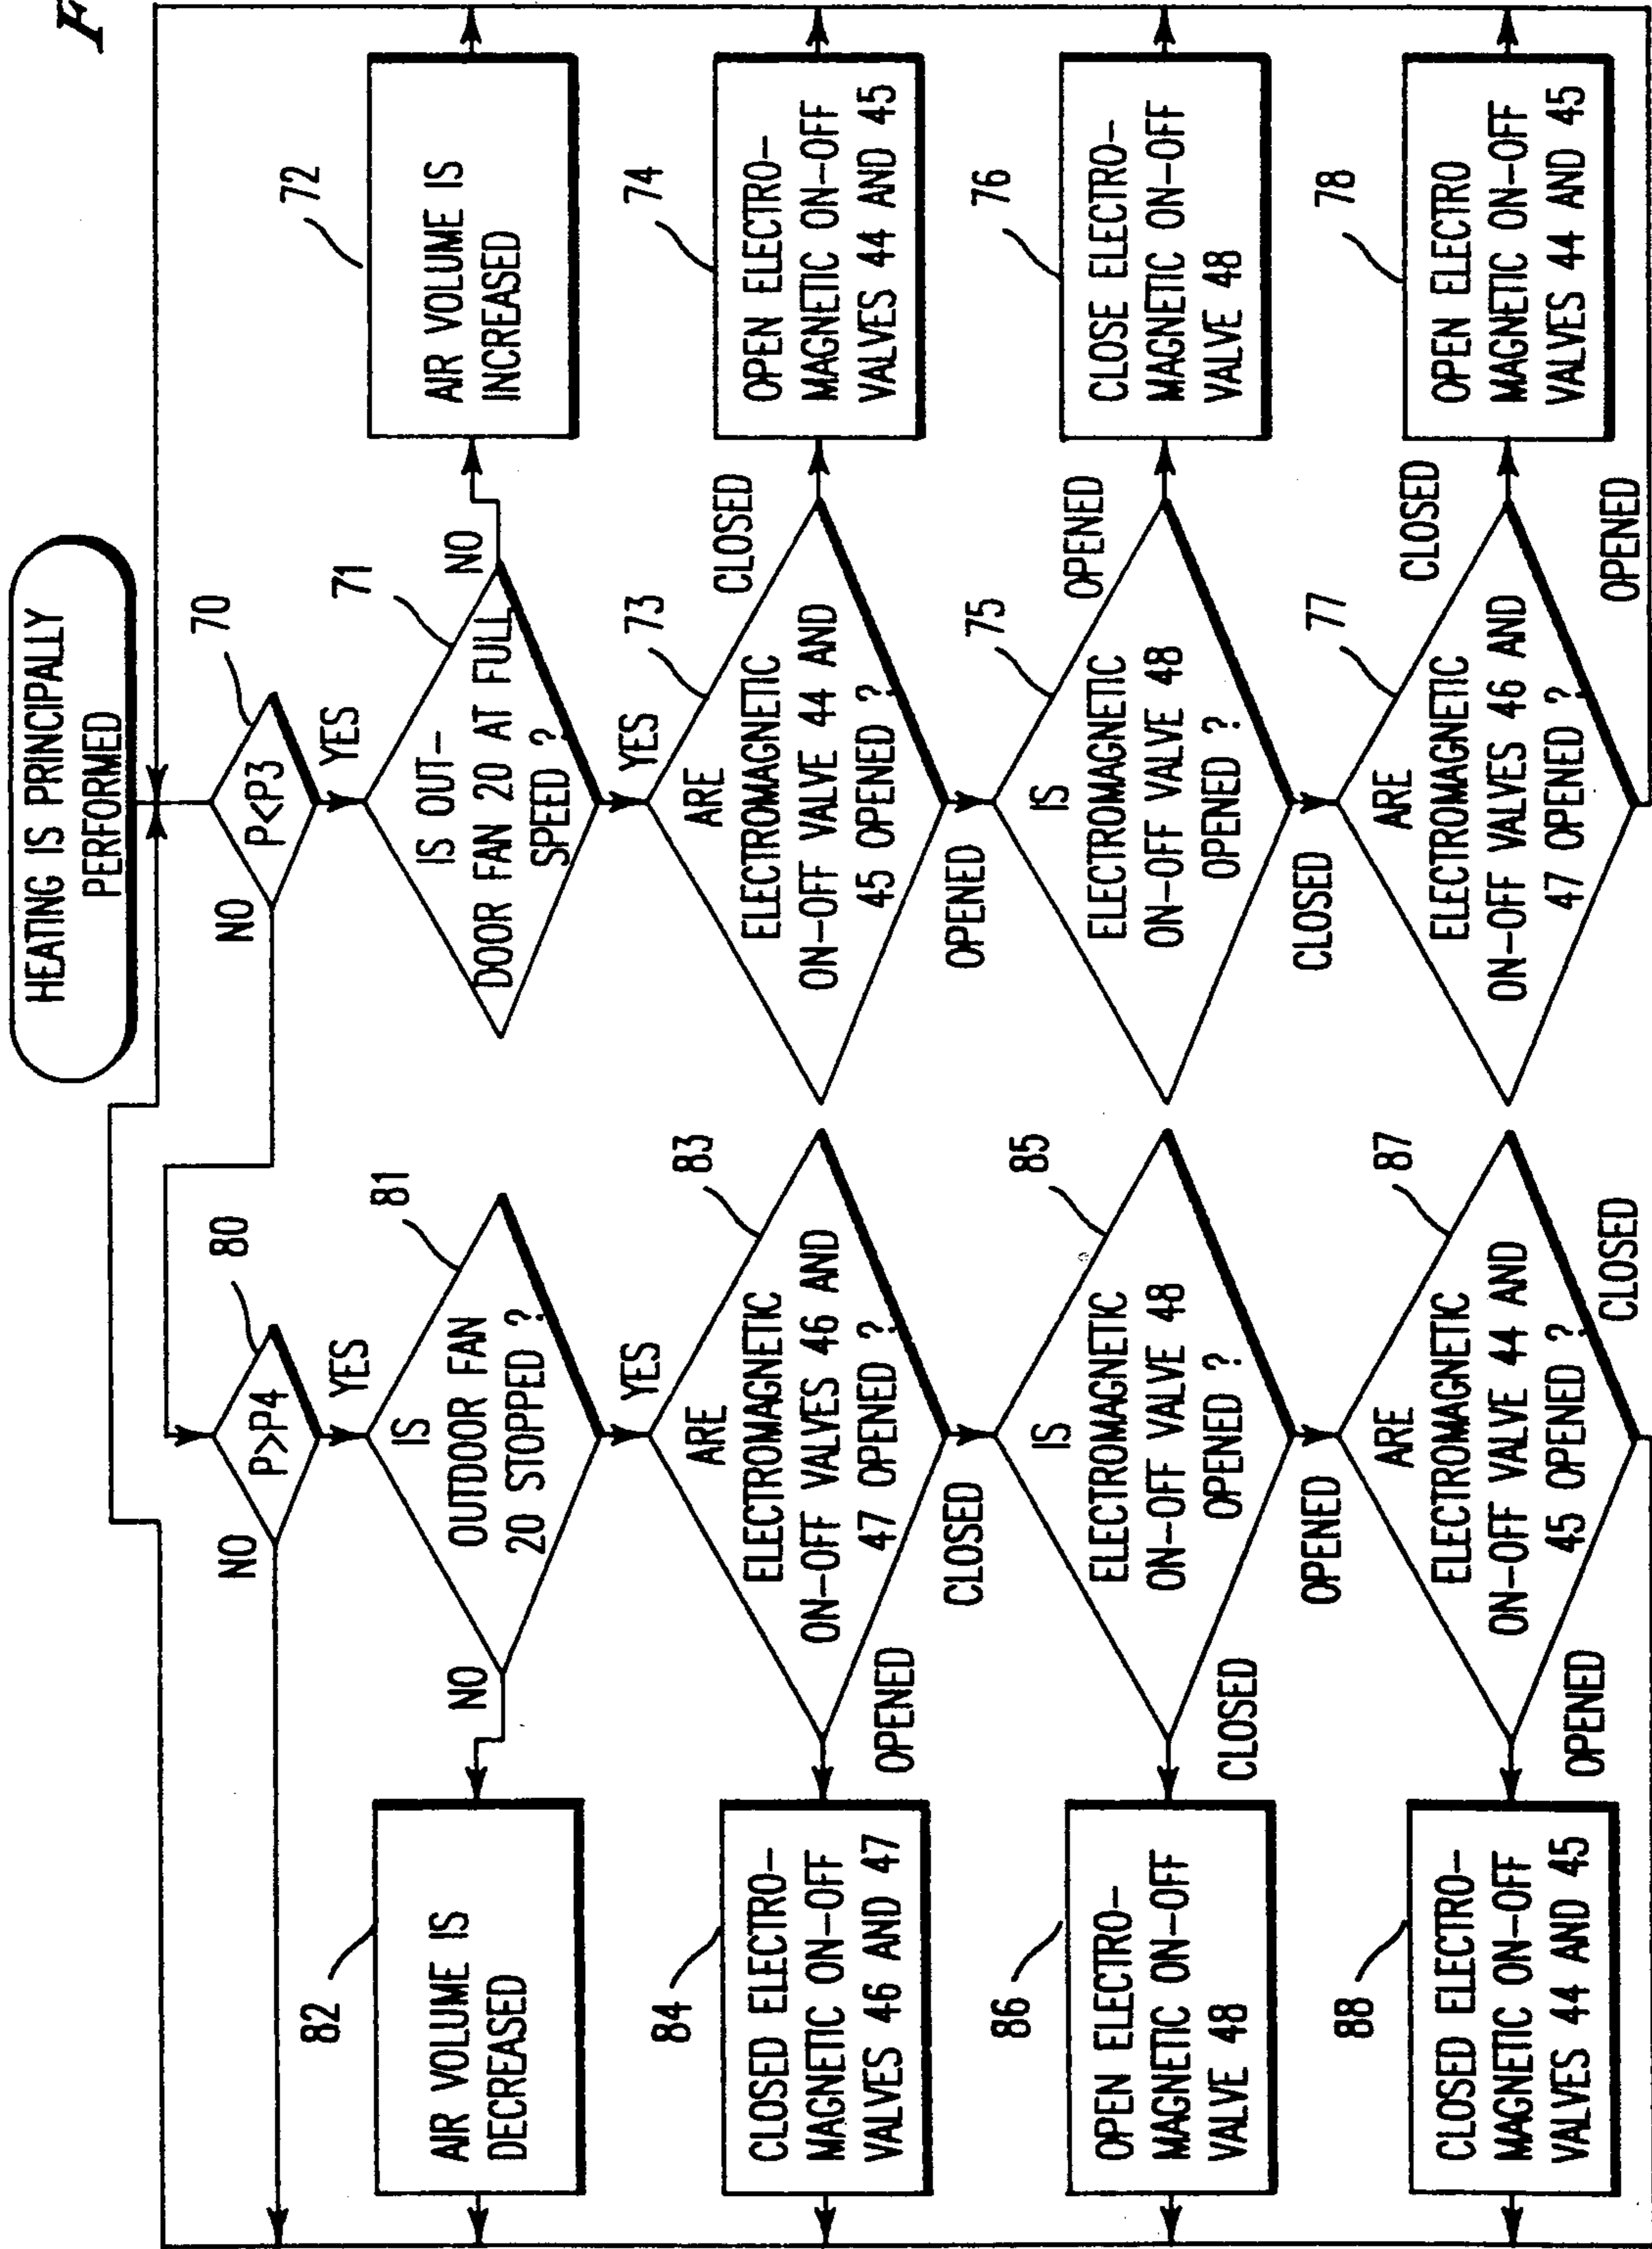 F
HEATING IS PRINCIPALLY
PERFORMED
70
P<P3
NO
YES
71
IS OUT-
DOOR FAN 20 AT FULL
SPEED ?
NO
YES
72
AIR VOLUME IS
INCREASED
73
ARE
ELECTROMAGNETIC
ON-OFF VALVE 44 AND
45 OPENED ?
CLOSED
OPENED
74
OPEN ELECTRO-
MAGNETIC ON-OFF
VALVES 44 AND 45
75
IS
ELECTROMAGNETIC
ON-OFF VALVE 48
OPENED ?
OPENED
CLOSED
76
CLOSE ELECTRO-
MAGNETIC ON-OFF
VALVE 48
77
ARE
ELECTROMAGNETIC
ON-OFF VALVES 46 AND
47 OPENED ?
CLOSED
OPENED
78
OPEN ELECTRO
MAGNETIC ON-OFF
VALVES 44 AND 45
80
P>P4
NO
YES
81
IS
OUTDOOR FAN
20 STOPPED ?
NO
YES
82
AIR VOLUME IS
DECREASED
83
ARE
ELECTROMAGNETIC
ON-OFF VALVES 46 AND
47 OPENED ?
OPENED
CLOSED
84
CLOSED ELECTRO-
MAGNETIC ON-OFF
VALVES 46 AND 47
85
IS
ELECTROMAGNETIC
ON-OFF VALVE 48
OPENED ?
CLOSED
OPENED
86
OPEN ELECTRO-
MAGNETIC ON-OFF
VALVE 48
87
ARE
ELECTROMAGNETIC
ON-OFF VALVE 44 AND
45 OPENED ?
OPENED
CLOSED
88
CLOSED ELECTRO-
MAGNETIC ON-OFF
VALVES 44 AND 45